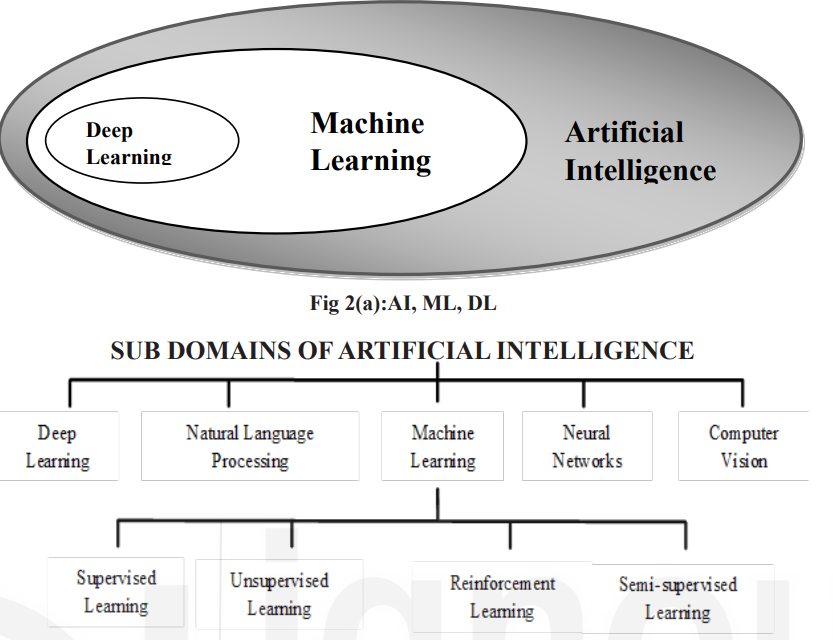 Deep
Learning
Machine
Learning
Artificial
Intelligence
Fig 2(a):AI, ML, DL
SUB DOMAINS OF ARTIFICIAL INTELLIGENCE
Deep
Learning
Natural Language
Processing
Machine
Learning
Neural
Networks
Computer
Vision
Supervised
Learning
Unsupervised
Learning
Reinforcement
Learning
Semi-supervised
Learning